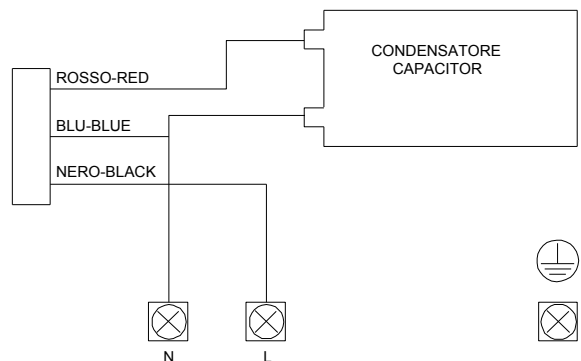 CONDENSATORE
CAPACITOR
ROSSO-RED
BLU-BLUE
NERO-BLACK
N
L